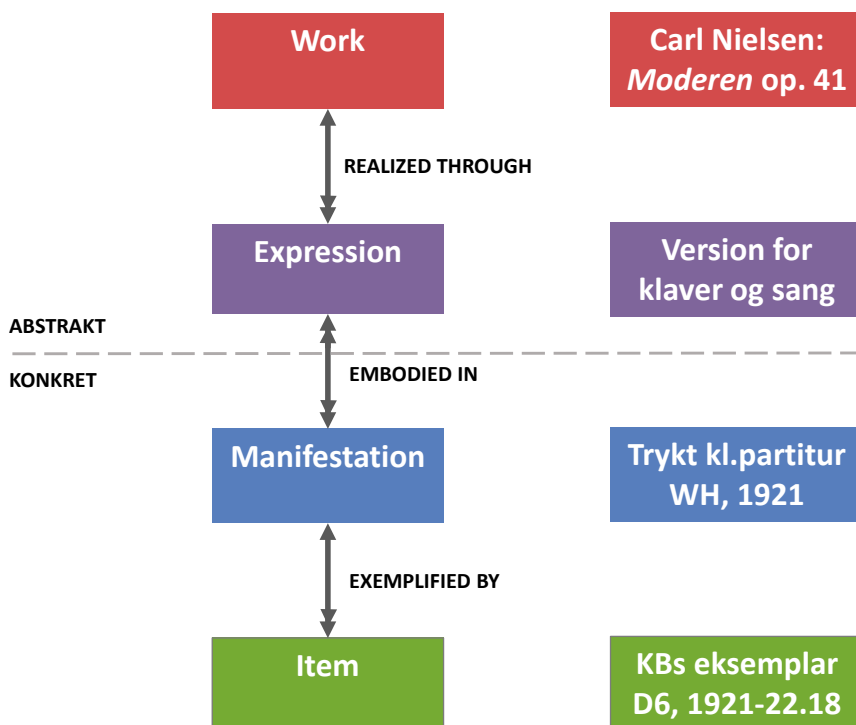 Work
Carl Nielsen:
Moderen op. 41
REALIZED THROUGH
Expression
Version for
klaver og sang
ABSTRAKT
KONKRET
EMBODIED IN
Manifestation
Trykt kl.partitur
WH, 1921
EXEMPLIFIED BY
Item
KBs eksemplar
D6, 1921-22.18